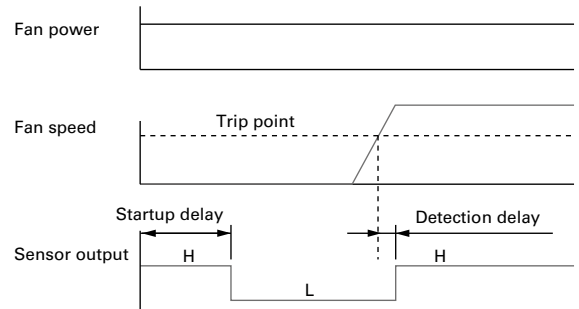 Fan power
Fan speed
Trip point
Startup delay
Detection delay
Sensor output
H
H
L